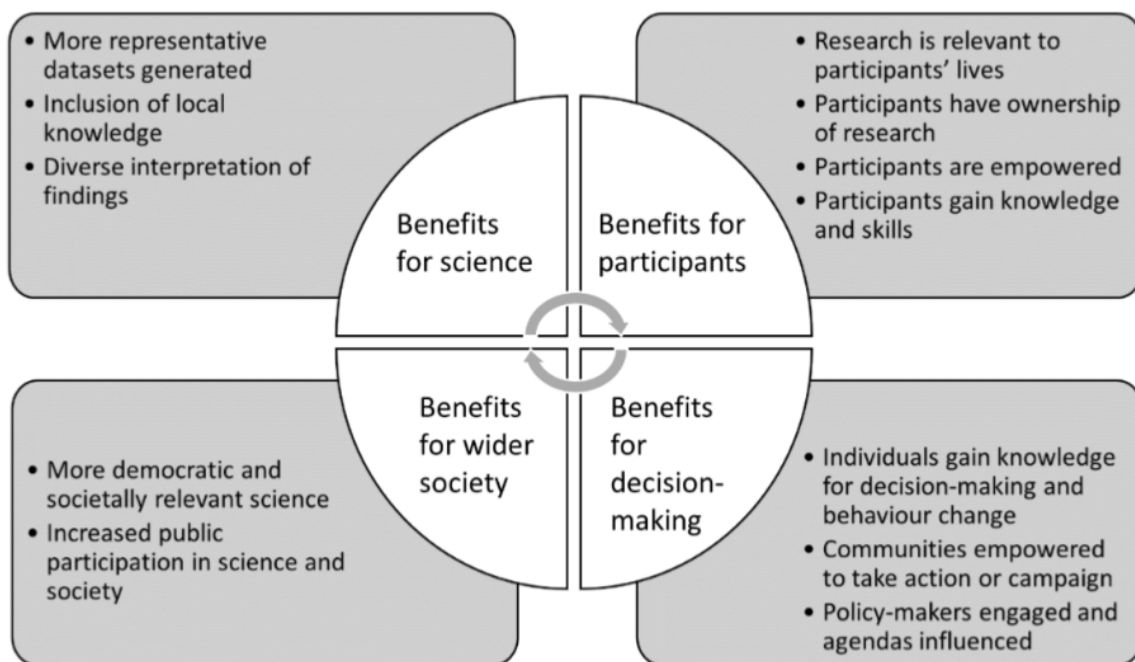 • More representative
datasets generated
• Inclusion of local
knowledge
• Diverse interpretation of
findings
Benefits
for science
• Research is relevant to
participants’ lives
• Participants have ownership
of research
• Participants are empowered
• Participants gain knowledge
and skills
Benefits for
participants
• More democratic and
societally relevant science
• Increased public
participation in science and
society
Benefits
for wider
society
Benefits
for
decision-
making
• Individuals gain knowledge
for decision-making and
behaviour change
• Communities empowered
to take action or campaign
• Policy-makers engaged and
agendas influenced